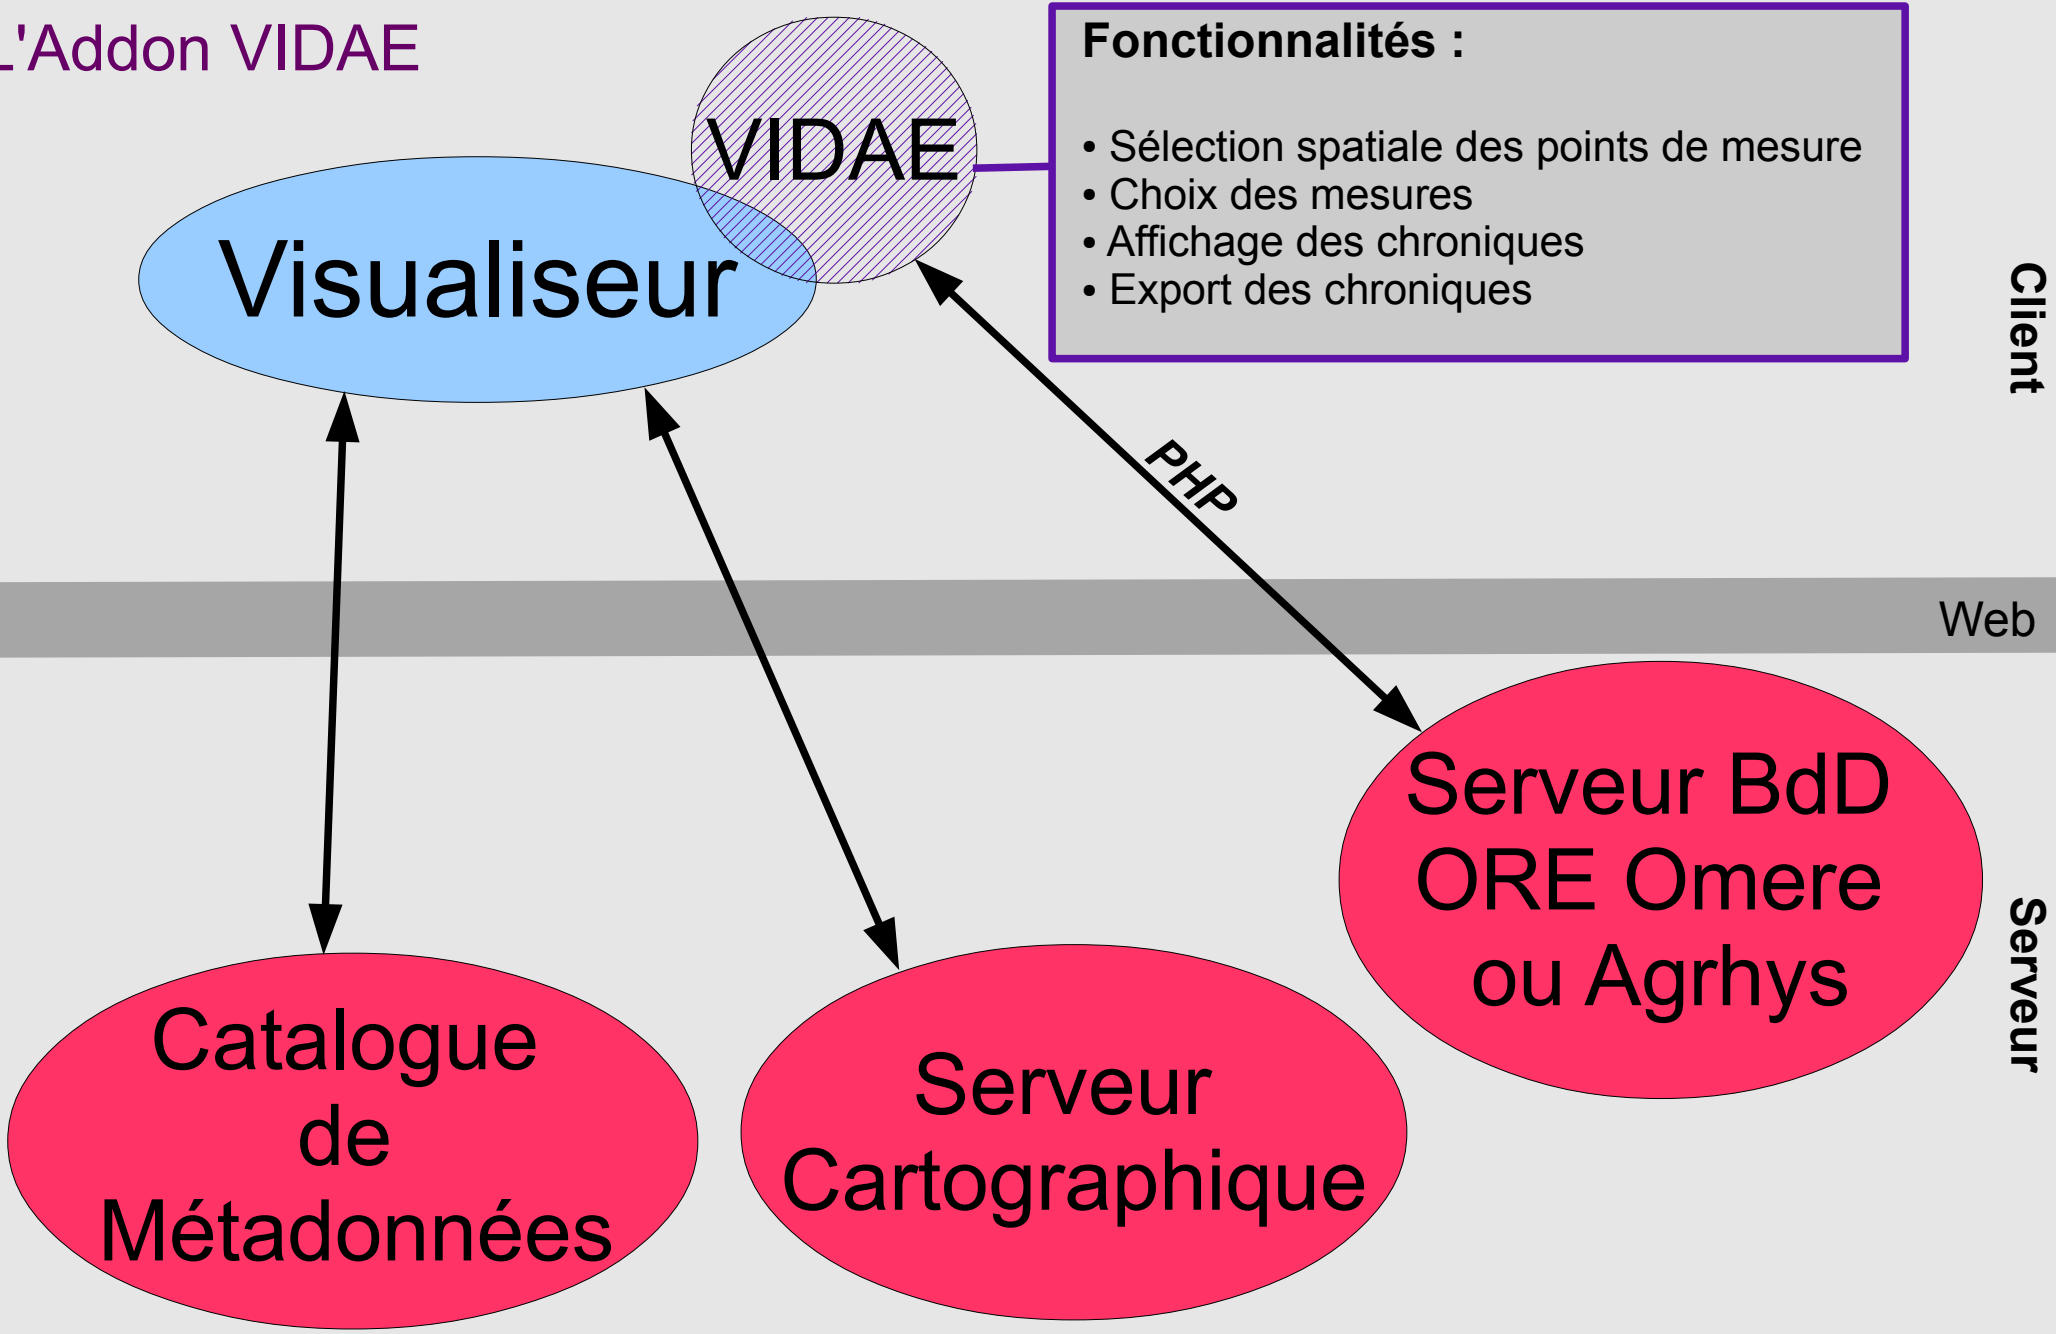 L'Addon VIDAE
VIDAE
Fonctionnalités :
• Sélection spatiale des points de mesure
• Choix des mesures
• Affichage des chroniques
• Export des chroniques
Visualiseur
Client
PHP
Web
Serveur BdD
ORE Omere
ou Agrhys
Serveur
Catalogue
de
Métadonnées
Serveur
Cartographique